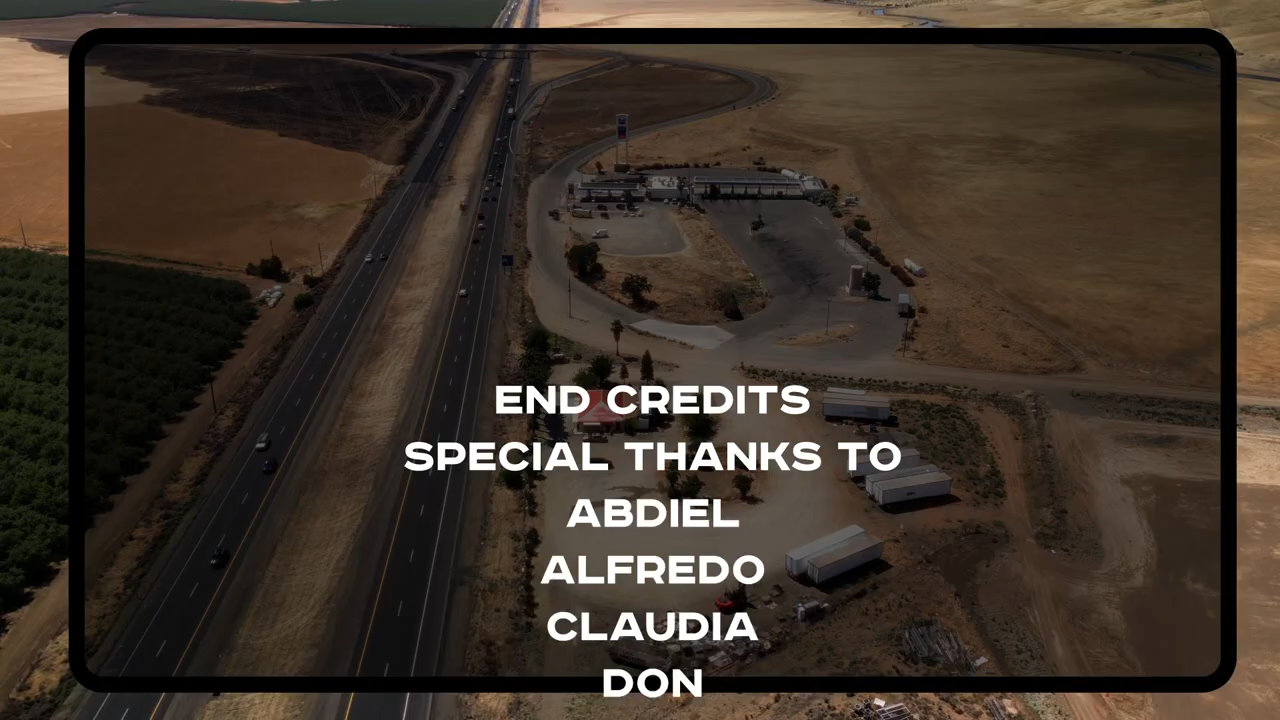 END CREDITS
SPECIAL THANKS TO
ABDIEL
ALFREDO
CLAUDIA
DON